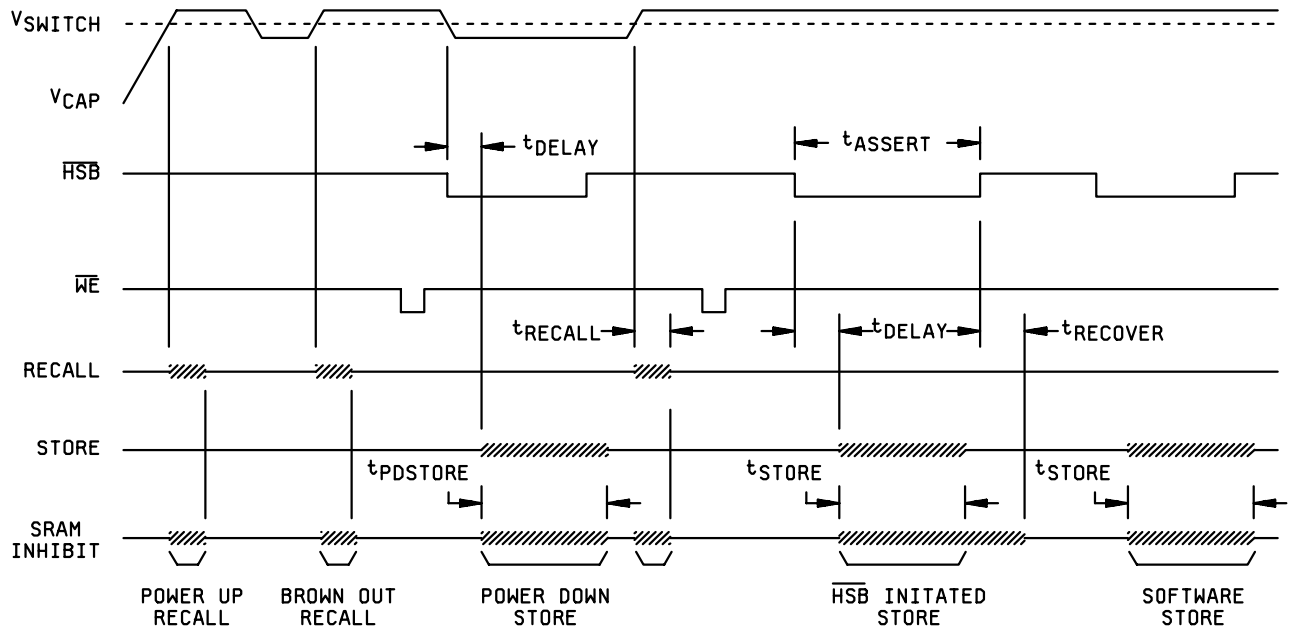 VSWITCH
VCAP
tDELAY
tASSERT
HSB
WE
tRECALL
tDELAY
tRECOVER
RECALL
STORE
tPDSTORE
tSTORE
tSTORE
SRAM
INHIBIT
POWER UP
RECALL
BROWN OUT
RECALL
POWER DOWN
STORE
HSB INITATED
STORE
SOFTWARE
STORE